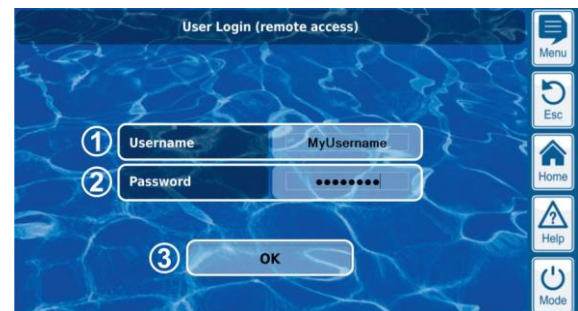 User Login (remote access)
Menu
Esc
1 Username MyUsername
2 Password ••••••••
Home
Help
3 OK
Mode